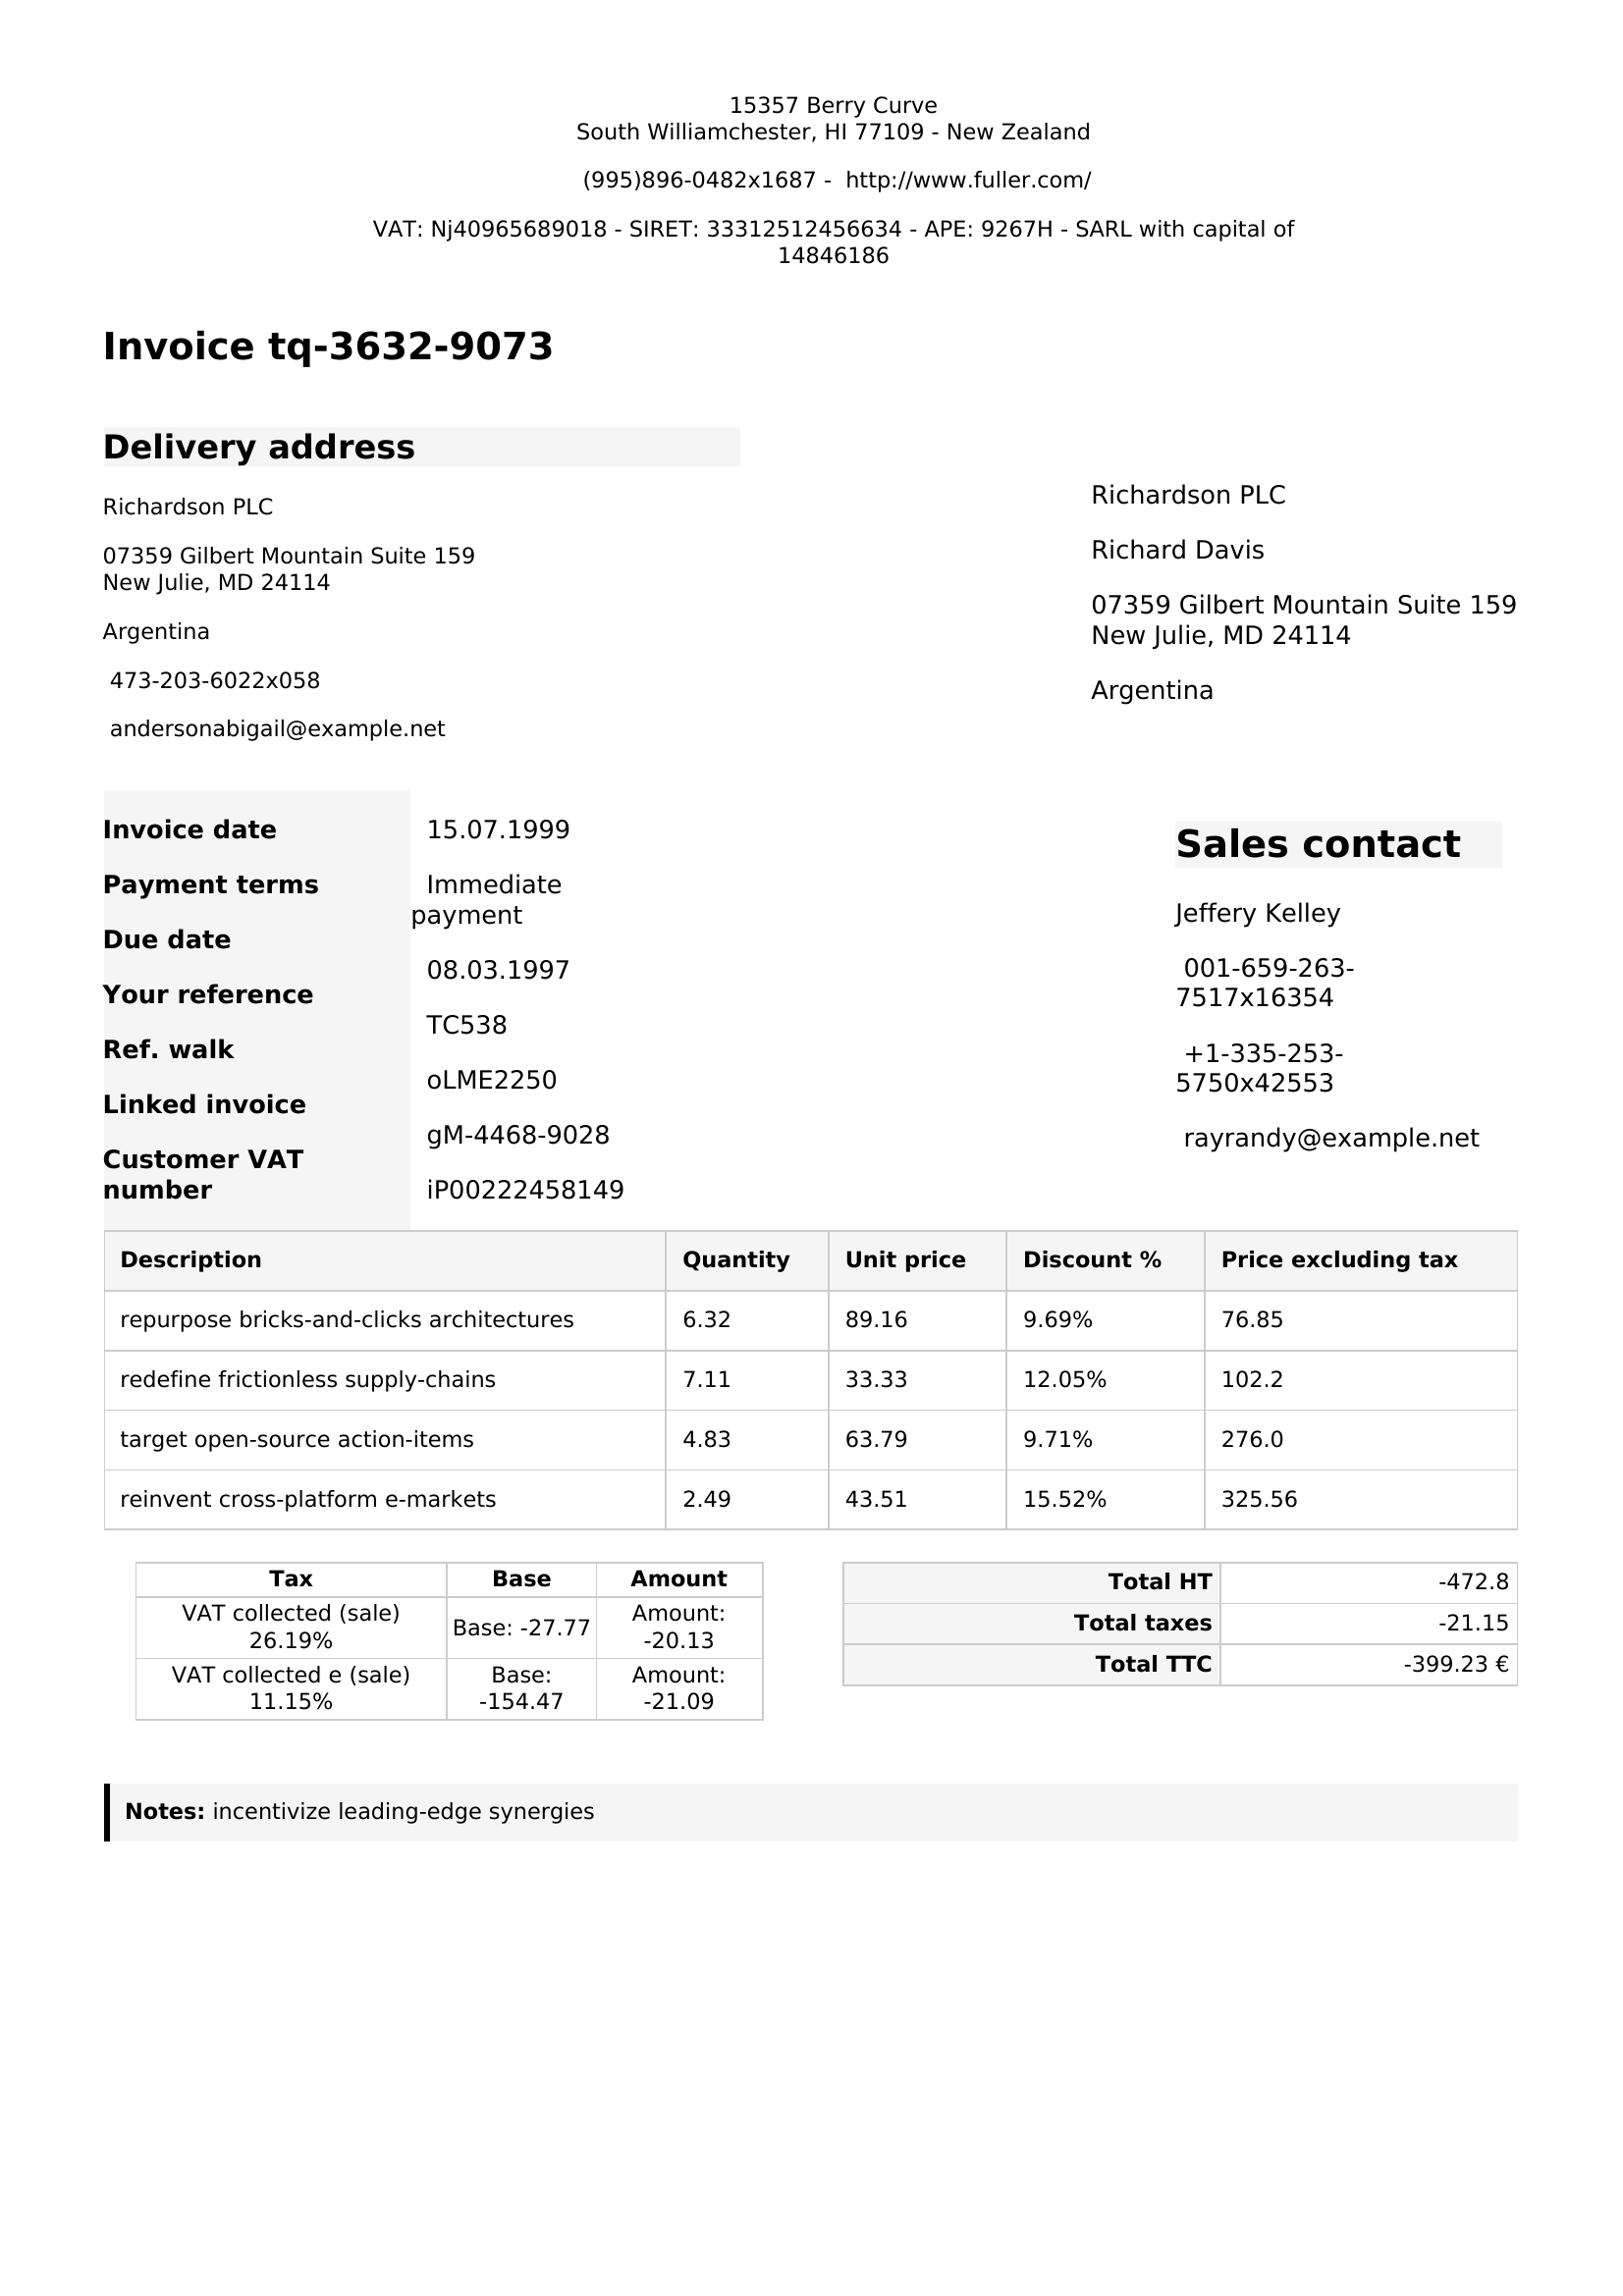 15357 Berry Curve
South Williamchester, HI 77109 - New Zealand
(995)896-0482x1687 - http://www.fuller.com/
VAT: Nj40965689018 - SIRET: 33312512456634 - APE: 9267H - SARL with capital of
14846186
Invoice tq-3632-9073
Delivery address
Richardson PLC
07359 Gilbert Mountain Suite 159
New Julie, MD 24114
Argentina
473-203-6022x058
andersonabigail@example.net
Richardson PLC
Richard Davis
07359 Gilbert Mountain Suite 159
New Julie, MD 24114
Argentina
Invoice date
Payment terms
Due date
Your reference
Ref. walk
Linked invoice
Customer VAT
number
15.07.1999
Immediate
payment
08.03.1997
TC538
oLME2250
gM-4468-9028
iP00222458149
Sales contact
Jeffery Kelley
001-659-263-
7517x16354
+1-335-253-
5750x42553
rayrandy@example.net
Description Quantity Unit price Discount % Price excluding tax
repurpose bricks-and-clicks architectures 6.32 89.16 9.69% 76.85
redefine frictionless supply-chains 7.11 33.33 12.05% 102.2
target open-source action-items 4.83 63.79 9.71% 276.0
reinvent cross-platform e-markets 2.49 43.51 15.52% 325.56
Tax Base Amount
VAT collected (sale)
26.19%
Base: -27.77
Amount:
-20.13
VAT collected e (sale)
11.15%
Base:
-154.47
Amount:
-21.09
Total HT -472.8
Total taxes -21.15
Total TTC -399.23 €
Notes: incentivize leading-edge synergies